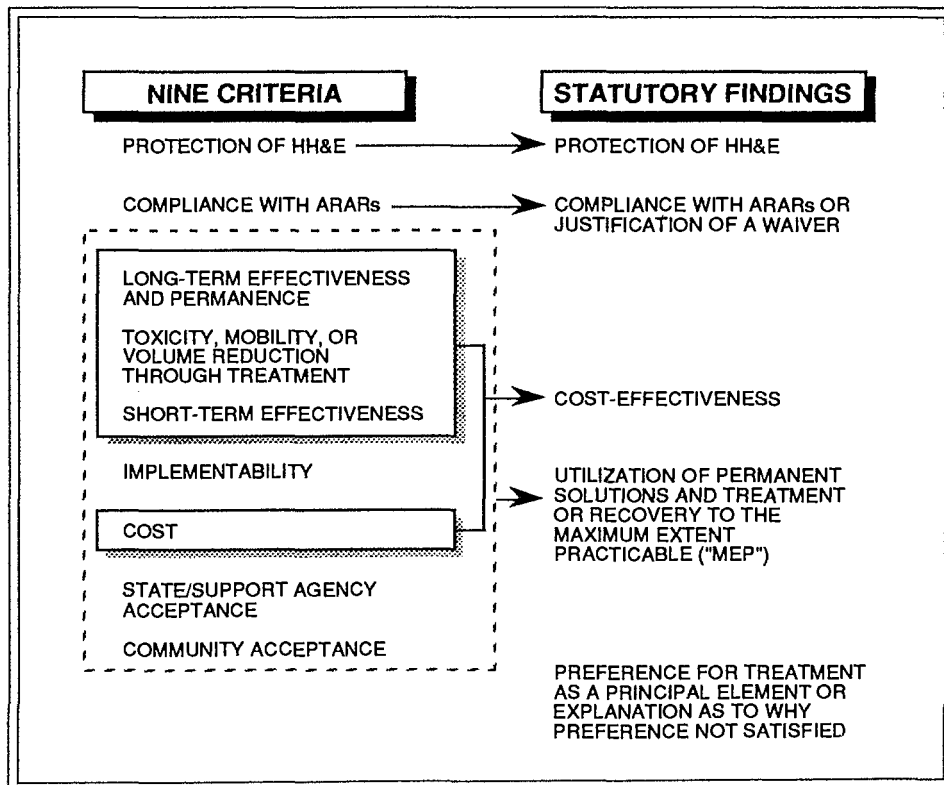 NINE CRITERIA
STATUTORY FINDINGS
PROTECTION OF HH&E
PROTECTION OF HH&E
COMPLIANCE WITH ARARs
COMPLIANCE WITH ARARs OR
JUSTIFICATION OF A WAIVER
LONG-TERM EFFECTIVENESS
AND PERMANENCE
TOXICITY, MOBILITY, OR
VOLUME REDUCTION
THROUGH TREATMENT
SHORT-TERM EFFECTIVENESS
COST-EFFECTIVENESS
IMPLEMENTABILITY
UTILIZATION OF PERMANENT
SOLUTIONS AND TREATMENT
OR RECOVERY TO THE
MAXIMUM EXTENT
PRACTICABLE ("MEP")
COST
STATE/SUPPORT AGENCY
ACCEPTANCE
COMMUNITY ACCEPTANCE
PREFERENCE FOR TREATMENT
AS A PRINCIPAL ELEMENT OR
EXPLANATION AS TO WHY
PREFERENCE NOT SATISFIED